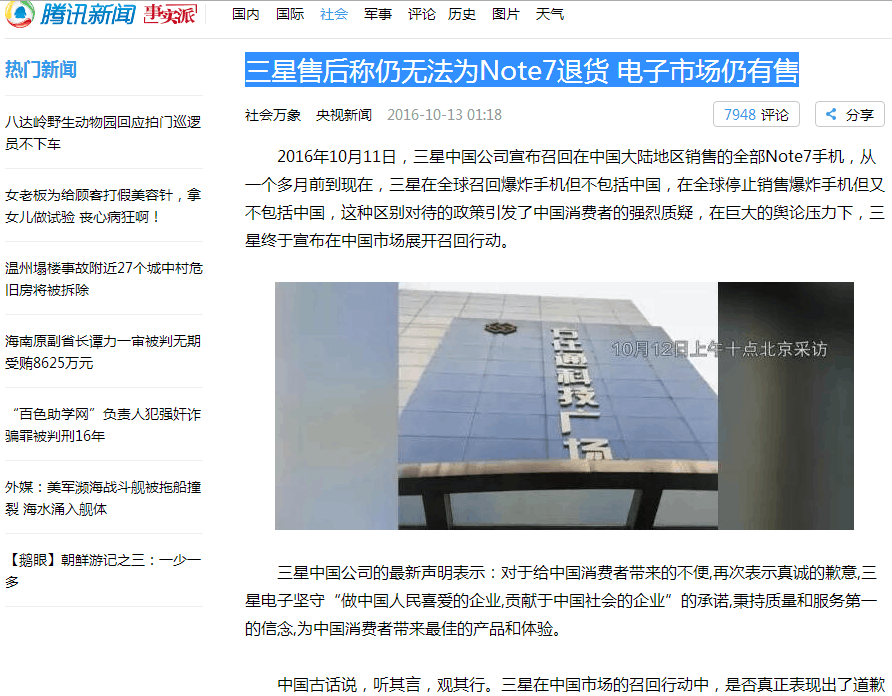 腾讯新闻 事实派
国内 国际 社会 军事 评论 历史 图片 天气
热门新闻
八达岭野生动物园回应拍门巡逻
员不下车
女老板为给顾客打假美容针，拿
女儿做试验 丧心病狂啊！
温州塌楼事故附近27个城中村危
旧房将被拆除
海南原副省长谭力一审被判无期
受贿8625万元
“百色助学网”负责人犯强奸诈
骗罪被判刑16年
外媒：美军濒海战斗舰被拖船撞
裂 海水涌入舰体
【鹅眼】朝鲜游记之三：一少一
多
三星售后称仍无法为Note7退货 电子市场仍有售
社会万象 央视新闻 2016-10-13 01:18 7948 评论 分享
2016年10月11日，三星中国公司宣布召回在中国大陆地区销售的全部Note7手机，从
一个多月前到现在，三星在全球召回爆炸手机但不包括中国，在全球停止销售爆炸手机但又
不包括中国，这种区别对待的政策引发了中国消费者的强烈质疑，在巨大的舆论压力下，三
星终于宣布在中国市场展开召回行动。
百仕通科技广场
10月12日上午十点北京采访
三星中国公司的最新声明表示：对于给中国消费者带来的不便,再次表示真诚的歉意,三
星电子坚守“做中国人民喜爱的企业,贡献于中国社会的企业”的承诺,秉持质量和服务第一
的信念,为中国消费者带来最佳的产品和体验。
中国古话说，听其言，观其行。三星在中国市场的召回行动中，是否真正表现出了道歉